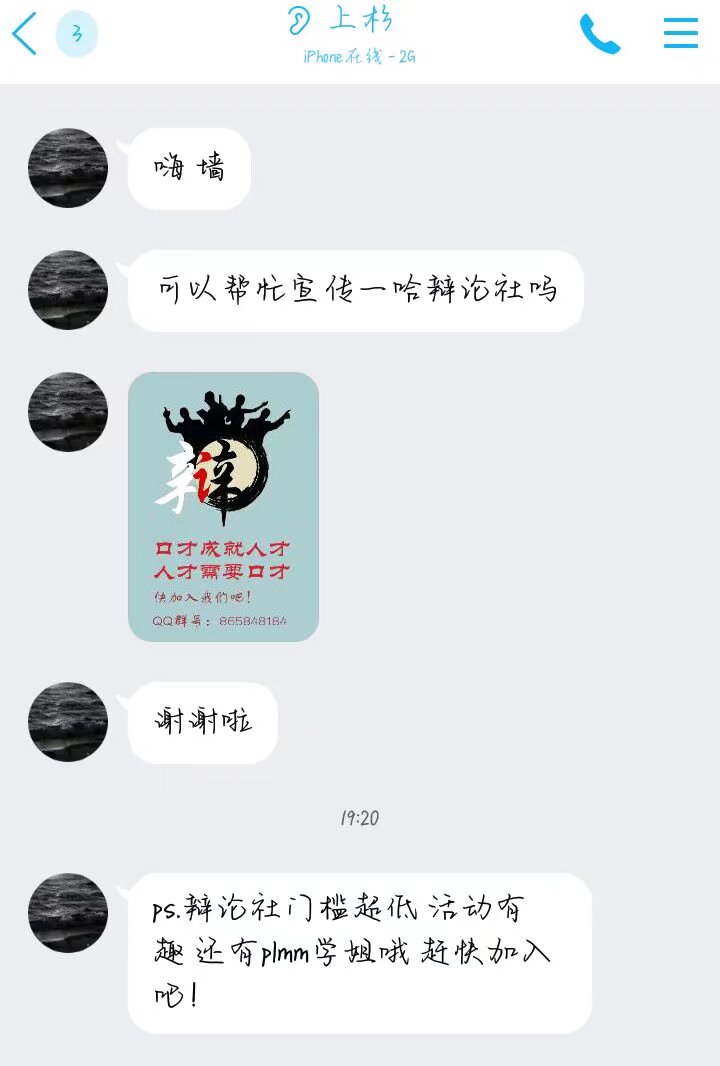 3
上杉
iPhone在线 - 2G
嗨 墙
可以帮忙宣传一哈辩论社吗
辩
口才成就人才
人才需要口才
快加入我们吧!
QQ群号：865848184
谢谢啦
19:20
ps.辩论社门槛起低 活动有
趣 还有plmm学姐哦 赶快加入
吧!